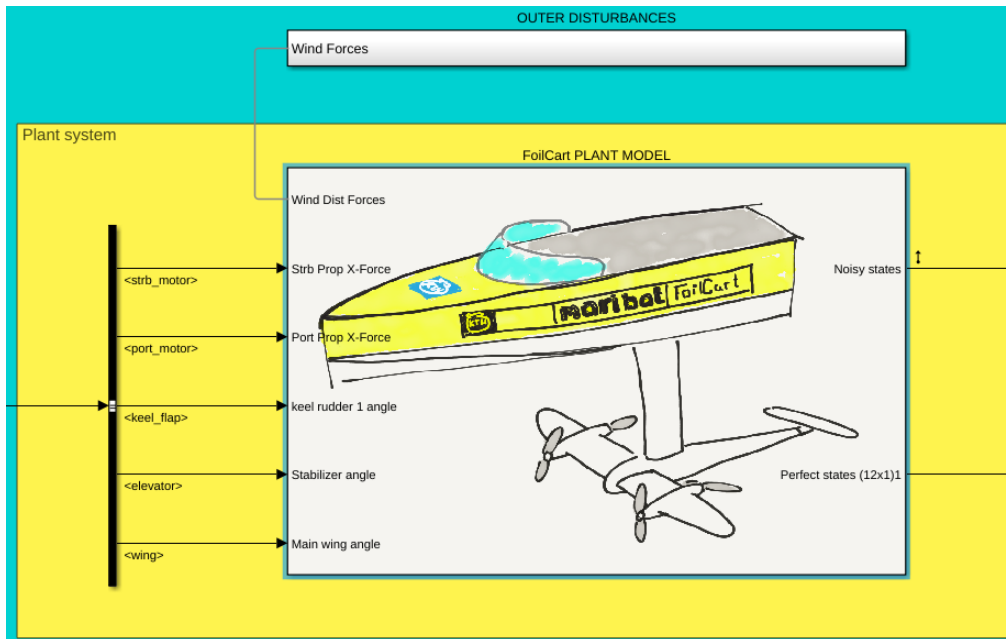 OUTER DISTURBANCES
Wind Forces
Plant system
FoilCart PLANT MODEL
Wind Dist Forces
Strb Prop X-Force
Noisy states
<strb_motor>
maribot FoilCart
Port Prop X-Force
<port_motor>
keel rudder 1 angle
<keel_flap>
Stabilizer angle
Perfect states (12x1)1
<elevator>
Main wing angle
<wing>